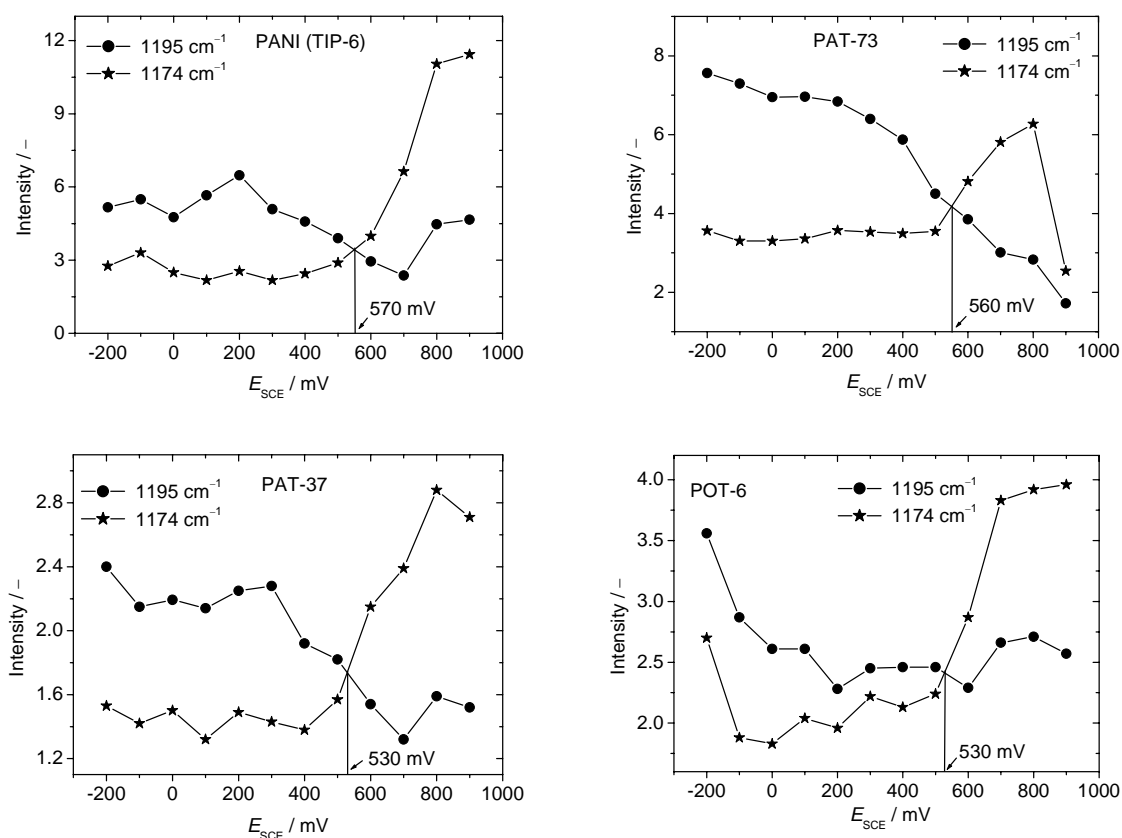 PANI (TIP-6)
1195 cm⁻¹
1174 cm⁻¹
12
9
6
3
0
Intensity / –
570 mV
-200 0 200 400 600 800 1000
E_SCE / mV
PAT-73
1195 cm⁻¹
1174 cm⁻¹
8
6
4
2
Intensity / –
560 mV
-200 0 200 400 600 800 1000
E_SCE / mV
PAT-37
1195 cm⁻¹
1174 cm⁻¹
2.8
2.4
2.0
1.6
1.2
Intensity / –
530 mV
-200 0 200 400 600 800 1000
E_SCE / mV
POT-6
1195 cm⁻¹
1174 cm⁻¹
4.0
3.5
3.0
2.5
2.0
Intensity / –
530 mV
-200 0 200 400 600 800 1000
E_SCE / mV